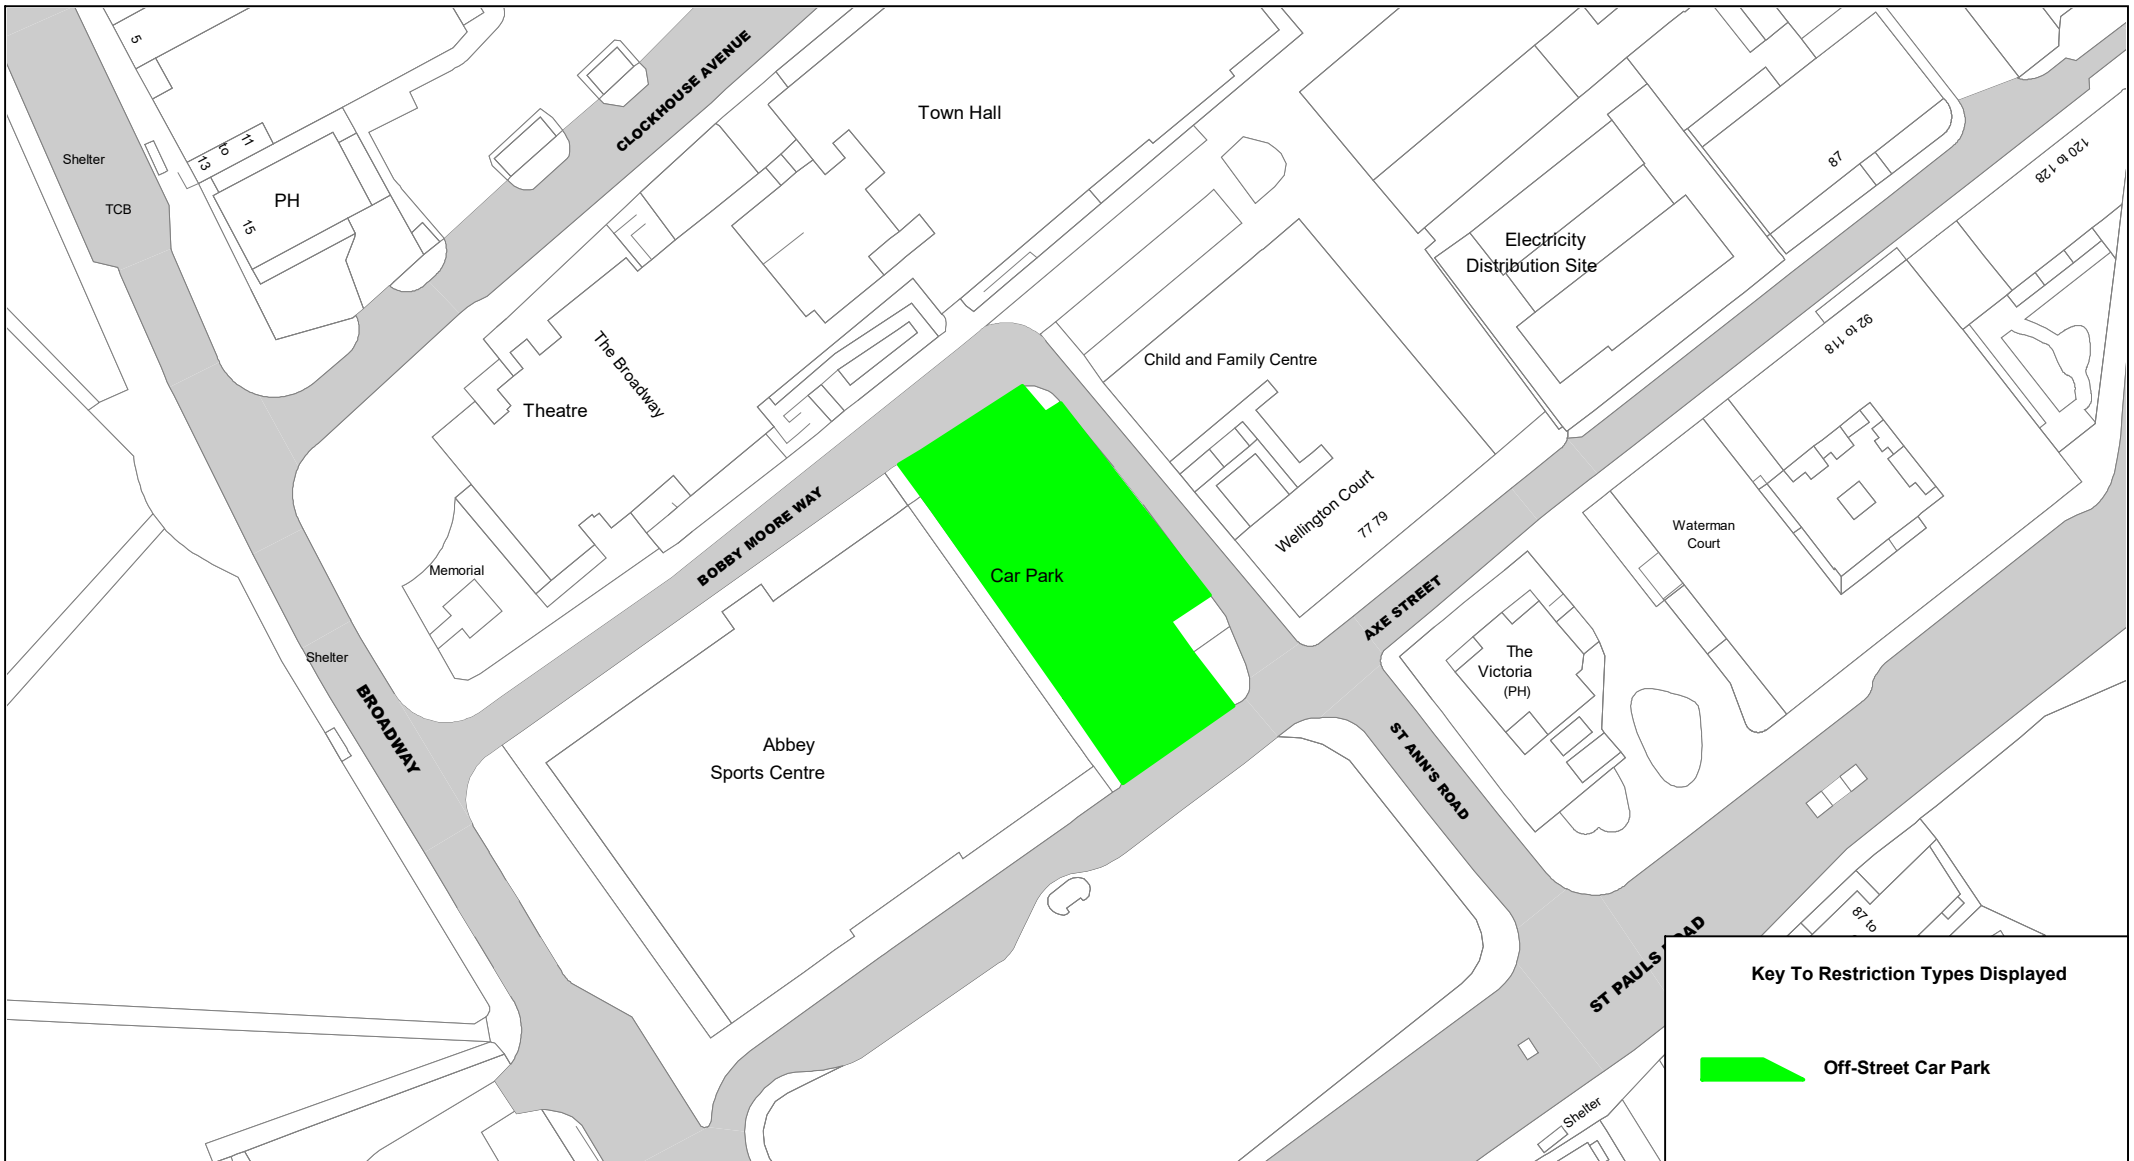 5
CLOCKHOUSE AVENUE
Town Hall
Shelter
TCB
11
to
13
PH
15
87
120 to 128
Electricity
Distribution Site
92 to 118
Child and Family Centre
The Broadway
Theatre
Wellington Court
77 79
Waterman
Court
BOBBY MOORE WAY
Memorial
Car Park
AXE STREET
Shelter
The
Victoria
(PH)
BROADWAY
ST ANN'S ROAD
Abbey
Sports Centre
87 to
ST PAULS ROAD
Key To Restriction Types Displayed
Off-Street Car Park
Shelter